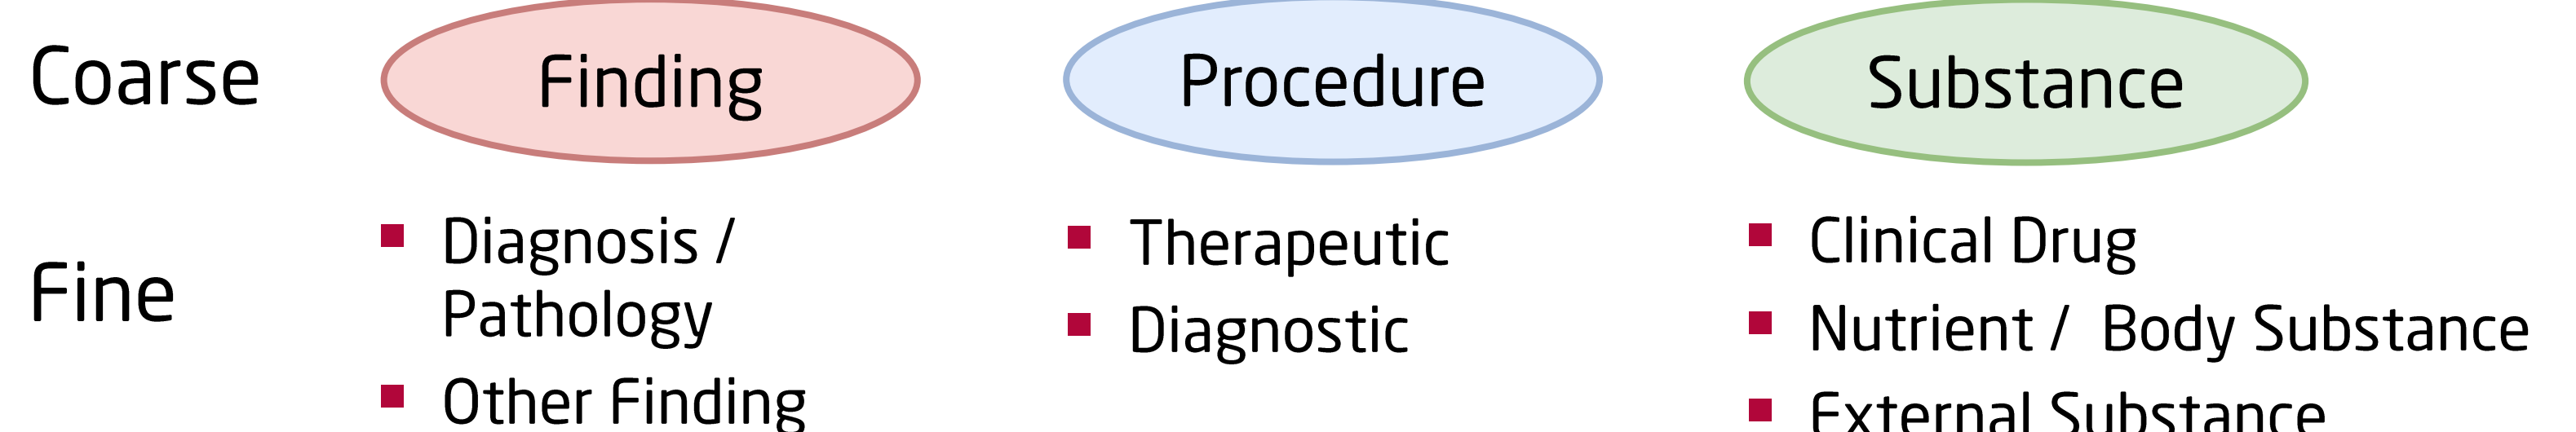 Coarse
Finding
Procedure
Substance
Fine
Diagnosis /
Pathology
Other Finding
Therapeutic
Diagnostic
Clinical Drug
Nutrient / Body Substance
External Substance